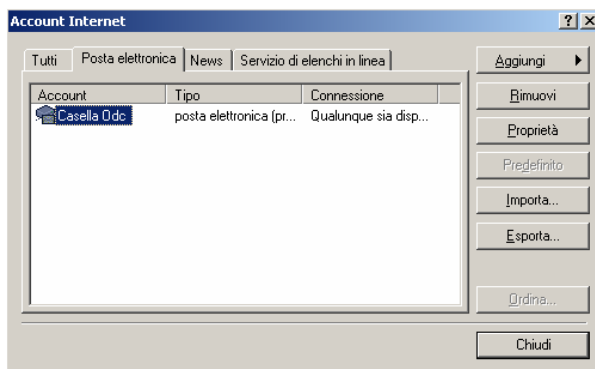 Account Internet
Tutti Posta elettronica News Servizio di elenchi in linea
Account Tipo Connessione
Casella Odc posta elettronica (pr... Qualunque sia disp...
Aggiungi
Rimuovi
Proprietà
Predefinito
Importa...
Esporta...
Ordina...
Chiudi